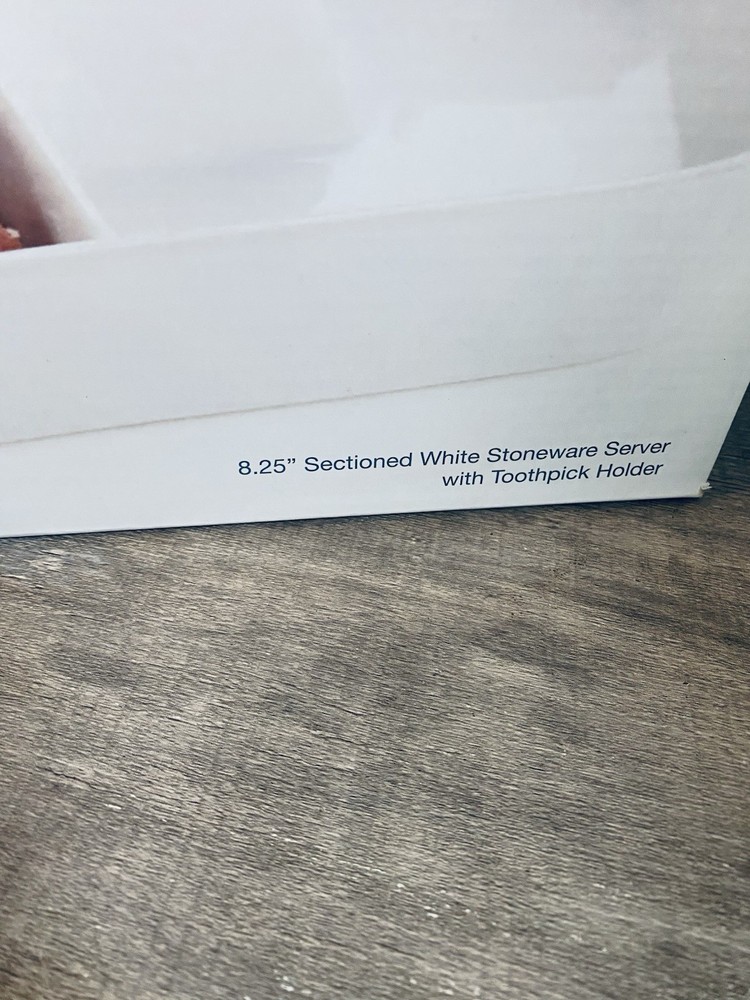 8.25” Sectioned White Stoneware Server
with Toothpick Holder